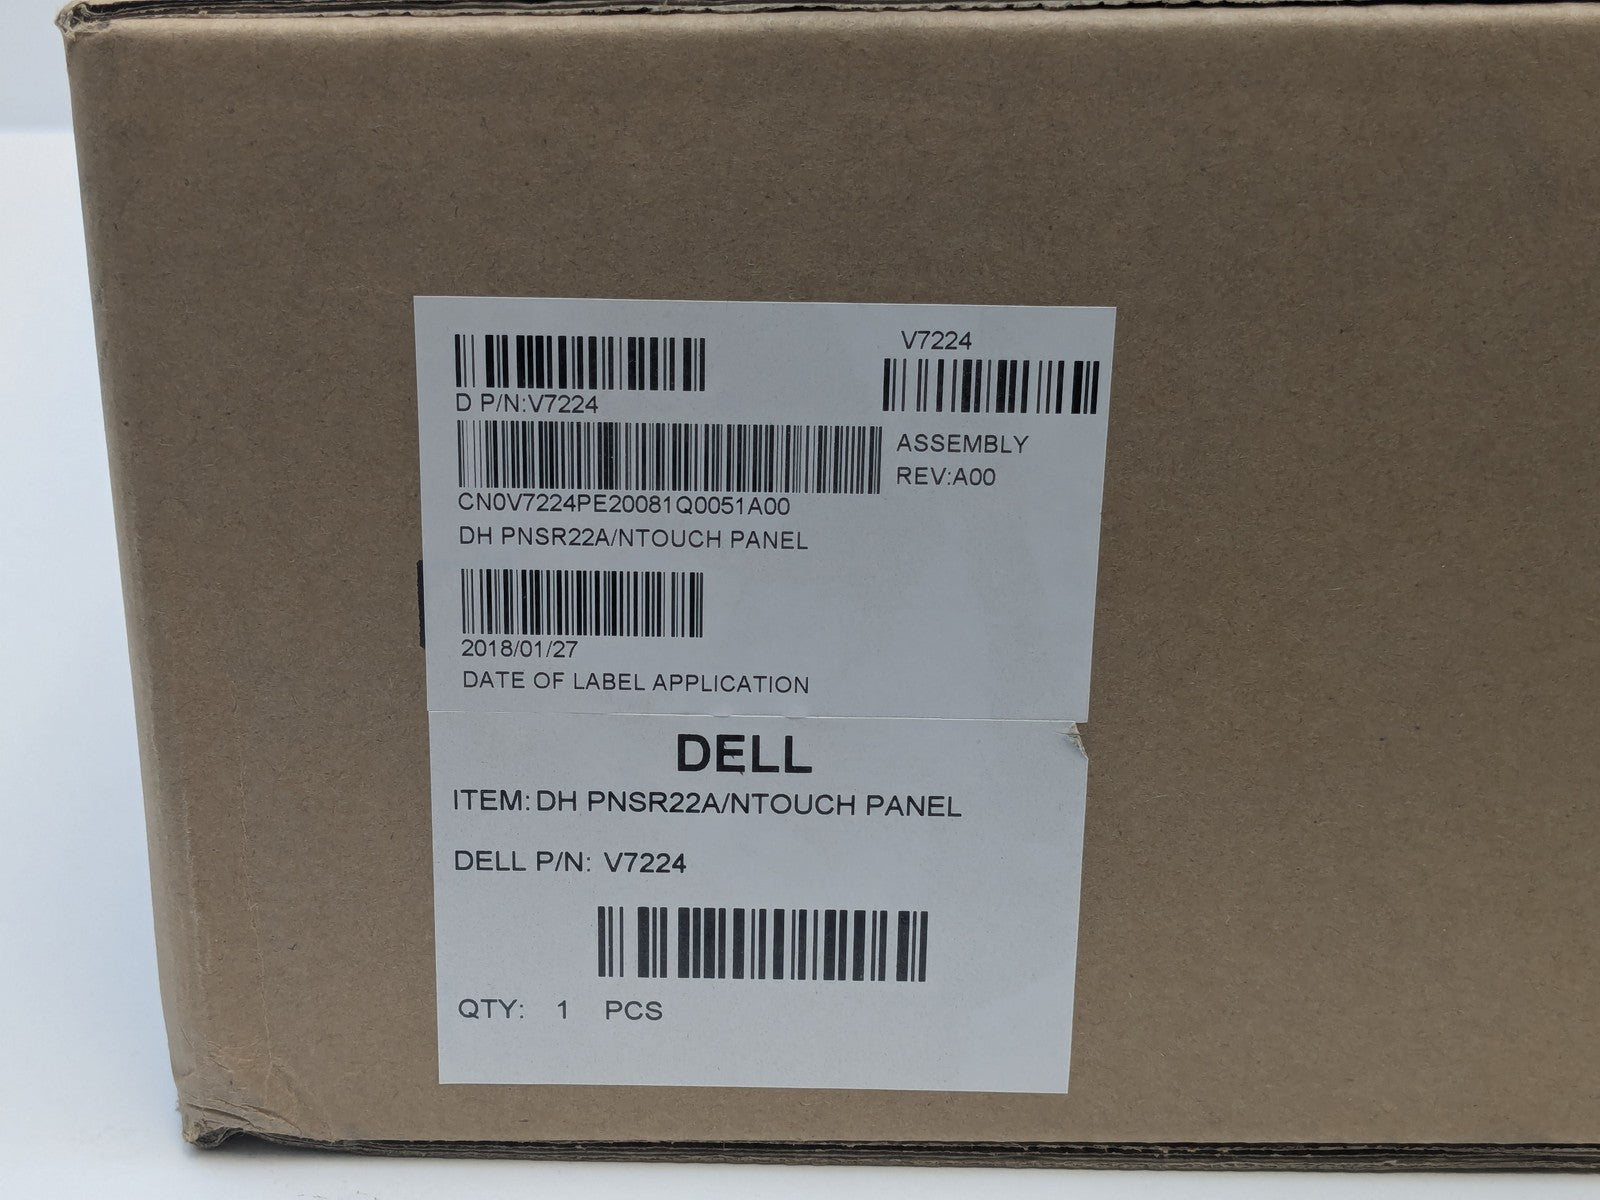 D P/N:V7224
V7224
CN0V7224PE20081Q0051A00
ASSEMBLY
REV:A00
DH PNSR22A/NTOUCH PANEL
2018/01/27
DATE OF LABEL APPLICATION
DELL
ITEM: DH PNSR22A/NTOUCH PANEL
DELL P/N: V7224
QTY: 1 PCS